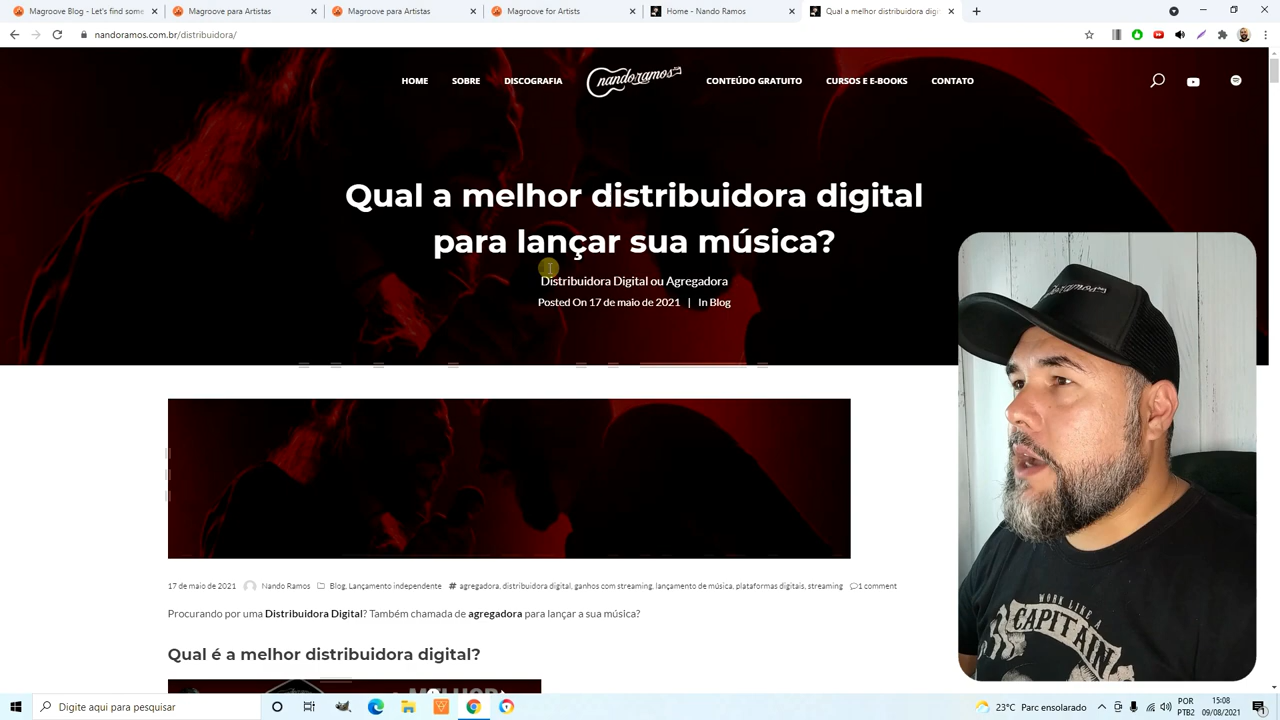 Magroove Blog - Let's find some
Magroove para Artistas
Magroove para artistas
Magroove for Artists
Home - Nando Ramos
Qual a melhor distribuidora digi
nandoramos.com.br/distribuidora/
HOME SOBRE DISCOGRAFIA nandoramos CONTEÚDO GRATUITO CURSOS E E-BOOKS CONTATO
Qual a melhor distribuidora digital
para lançar sua música?
Distribuidora Digital ou Agregadora
Posted On 17 de maio de 2021 | In Blog
17 de maio de 2021 Nando Ramos Blog, Lançamento independente # agregadora, distribuidora digital, ganhos com streaming, lançamento de música, plataformas digitais, streaming 1 comment
Procurando por uma Distribuidora Digital? Também chamada de agregadora para lançar a sua música?
Qual é a melhor distribuidora digital?
MELHOR
WORK LIKE A
CAPTAIN
Digite aqui para pesquisar
23°C Parc ensolarado
POR
PTB2
15:08
09/08/2021
1